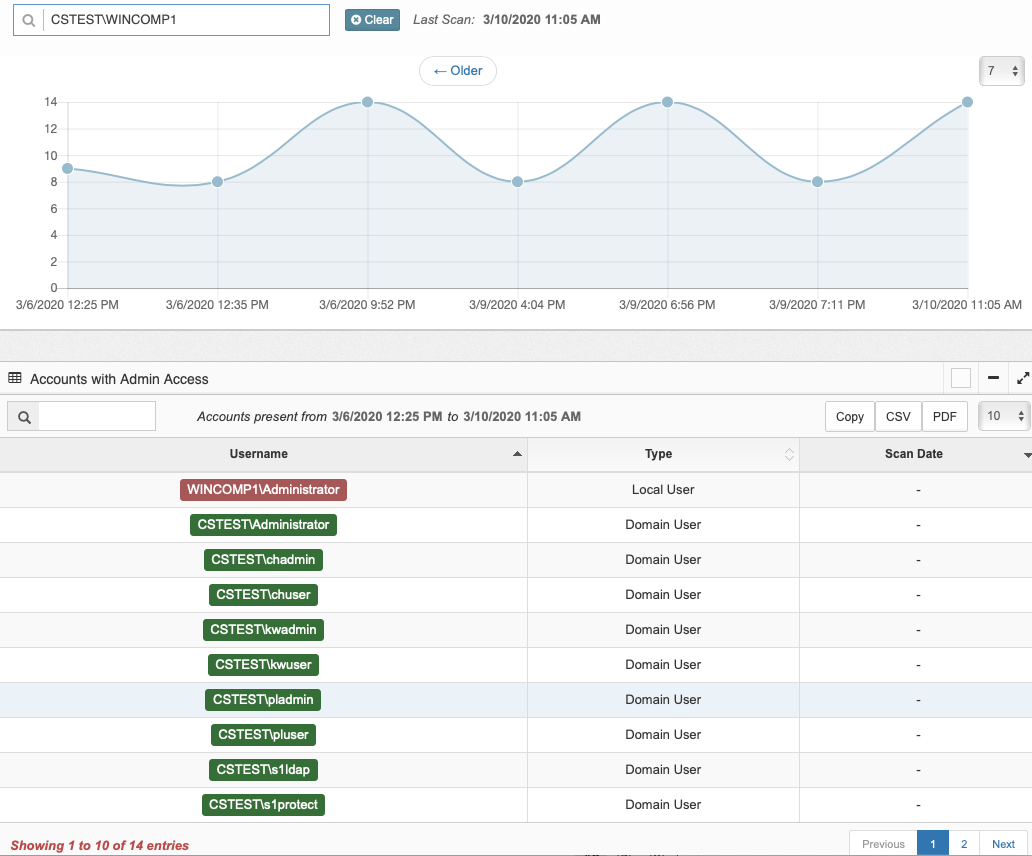 CSTEST\WINCOMP1 Clear Last Scan: 3/10/2020 11:05 AM
← Older 7
14
12
10
8
6
4
2
0
3/6/2020 12:25 PM 3/6/2020 12:35 PM 3/6/2020 9:52 PM 3/9/2020 4:04 PM 3/9/2020 6:56 PM 3/9/2020 7:11 PM 3/10/2020 11:05 AM
Accounts with Admin Access
Accounts present from 3/6/2020 12:25 PM to 3/10/2020 11:05 AM Copy CSV PDF 10
Username Type Scan Date
WINCOMP1\Administrator Local User -
CSTEST\Administrator Domain User -
CSTEST\chadmin Domain User -
CSTEST\chuser Domain User -
CSTEST\kwadmin Domain User -
CSTEST\kwuser Domain User -
CSTEST\pladmin Domain User -
CSTEST\pluser Domain User -
CSTEST\s1ldap Domain User -
CSTEST\s1protect Domain User -
Showing 1 to 10 of 14 entries Previous 1 2 Next